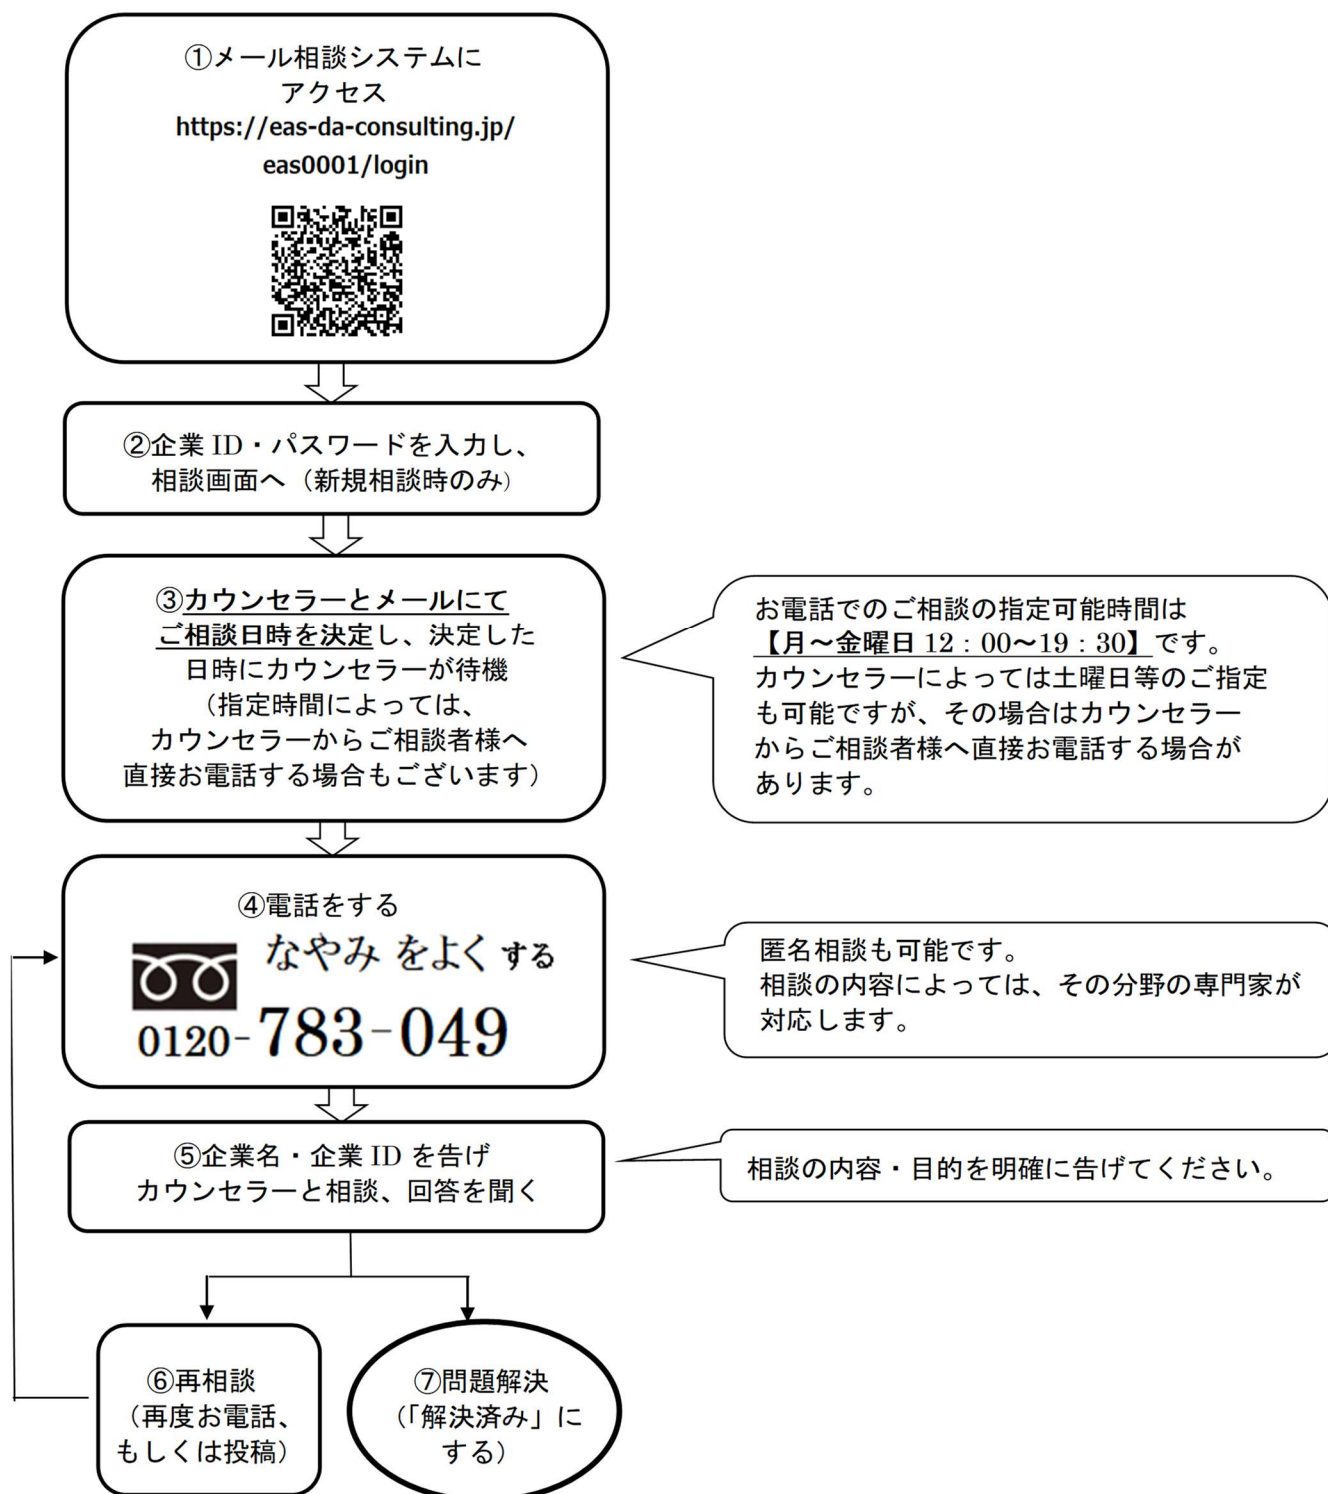 ①メール相談システムに
アクセス
https://eas-da-consulting.jp/
eas0001/login
②企業 ID・パスワードを入力し、
相談画面へ（新規相談時のみ）
③カウンセラーとメールにて
ご相談日時を決定し、決定した
日時にカウンセラーが待機
（指定時間によっては、
カウンセラーからご相談者様へ
直接お電話する場合もございます）
お電話でのご相談の指定可能時間は
【月～金曜日 12：00～19：30】です。
カウンセラーによっては土曜日等のご指定
も可能ですが、その場合はカウンセラー
からご相談者様へ直接お電話する場合が
あります。
④電話をする
なやみ をよく する
0120-783-049
匿名相談も可能です。
相談の内容によっては、その分野の専門家が
対応します。
⑤企業名・企業 ID を告げ
カウンセラーと相談、回答を聞く
相談の内容・目的を明確に告げてください。
⑥再相談
（再度お電話、
もしくは投稿）
⑦問題解決
（「解決済み」に
する）